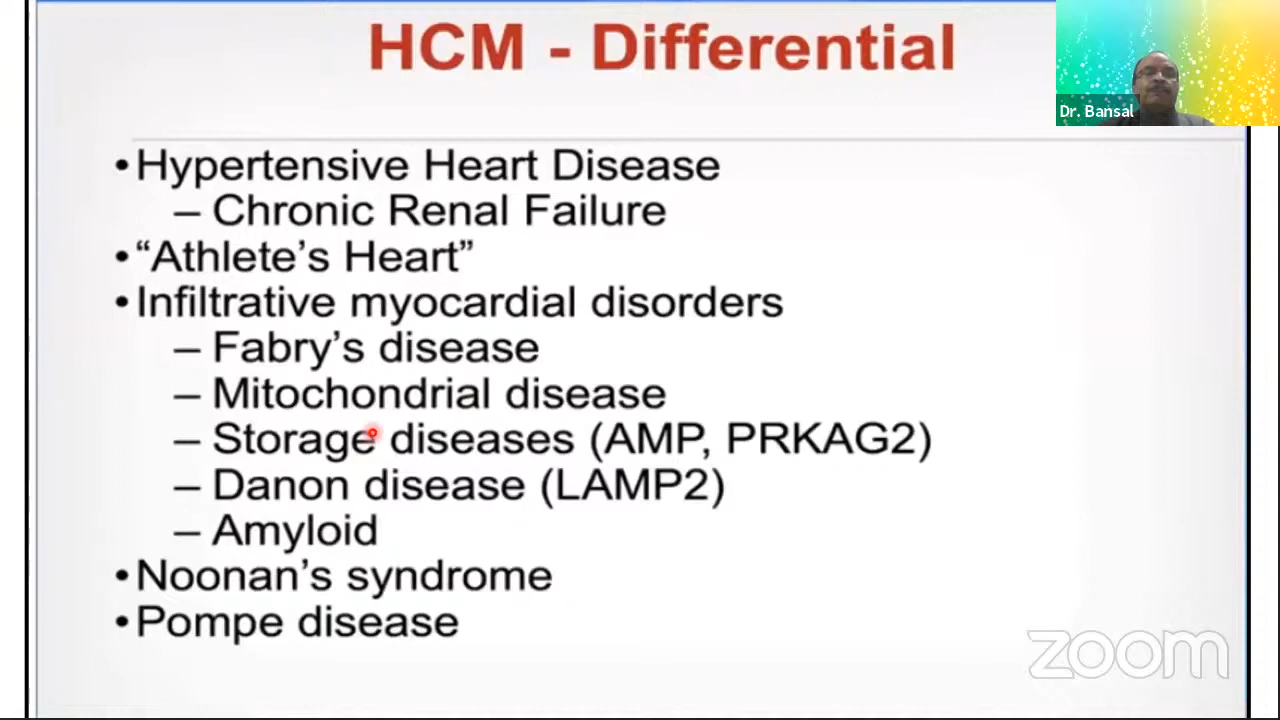 HCM - Differential
Dr. Bansal
•Hypertensive Heart Disease
– Chronic Renal Failure
•“Athlete’s Heart”
•Infiltrative myocardial disorders
– Fabry’s disease
– Mitochondrial disease
– Storage diseases (AMP, PRKAG2)
– Danon disease (LAMP2)
– Amyloid
•Noonan’s syndrome
•Pompe disease
zoom